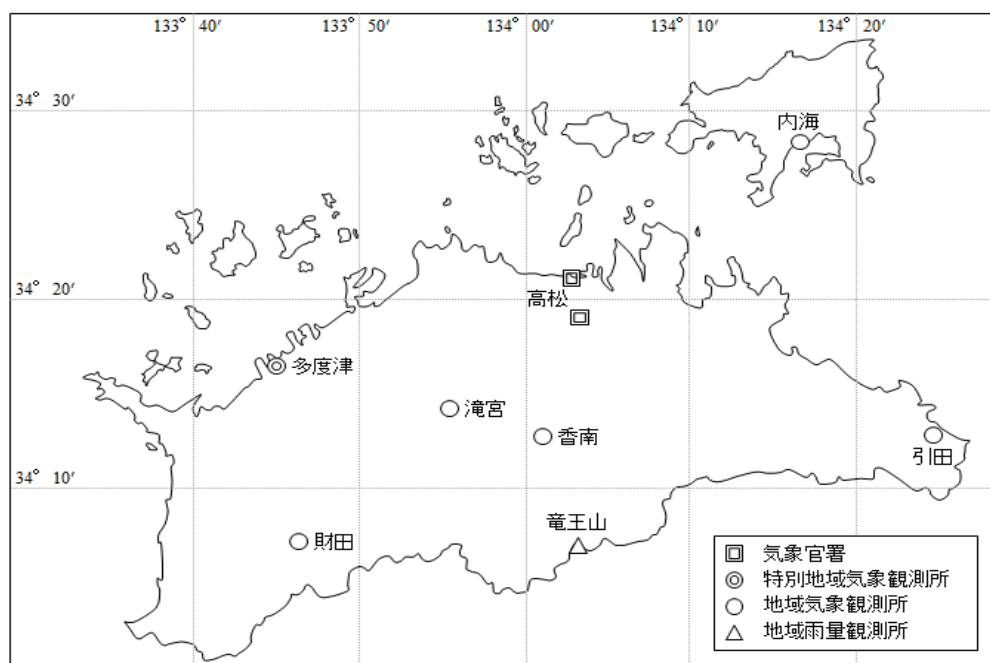 133° 40′ 133° 50′ 134° 00′ 134° 10′ 134° 20′
34° 30′
内海
34° 20′
高松
多度津
滝宮
香南
引田
34° 10′
竜王山
財田
気象官署
特別地域気象観測所
地域気象観測所
地域雨量観測所